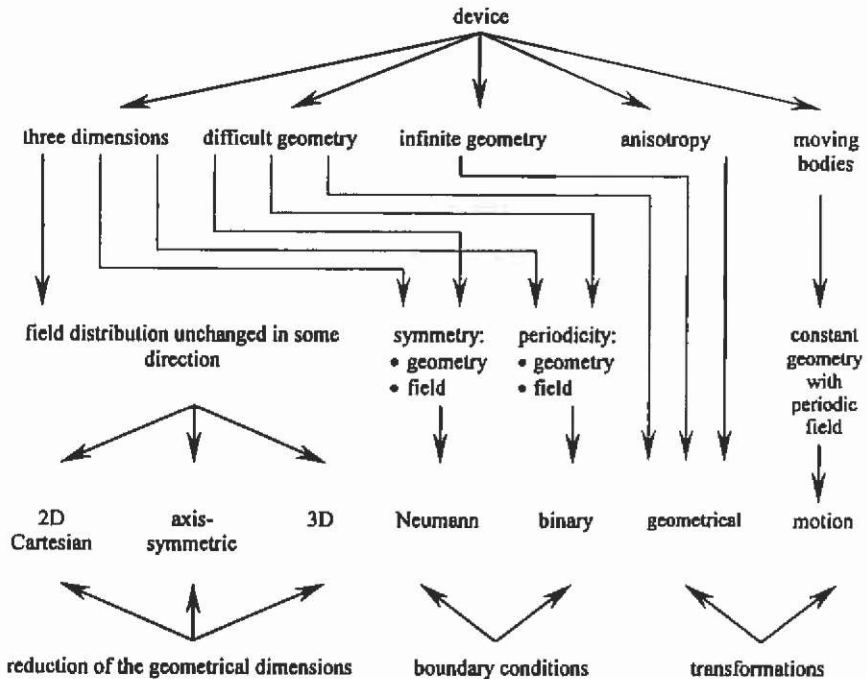 device
three dimensions
difficult geometry
infinite geometry
anisotropy
moving
bodies
field distribution unchanged in some
direction
symmetry:
• geometry
• field
periodicity:
• geometry
• field
constant
geometry
with
periodic
field
2D
Cartesian
axis-
symmetric
3D
Neumann
binary
geometrical
motion
reduction of the geometrical dimensions
boundary conditions
transformations